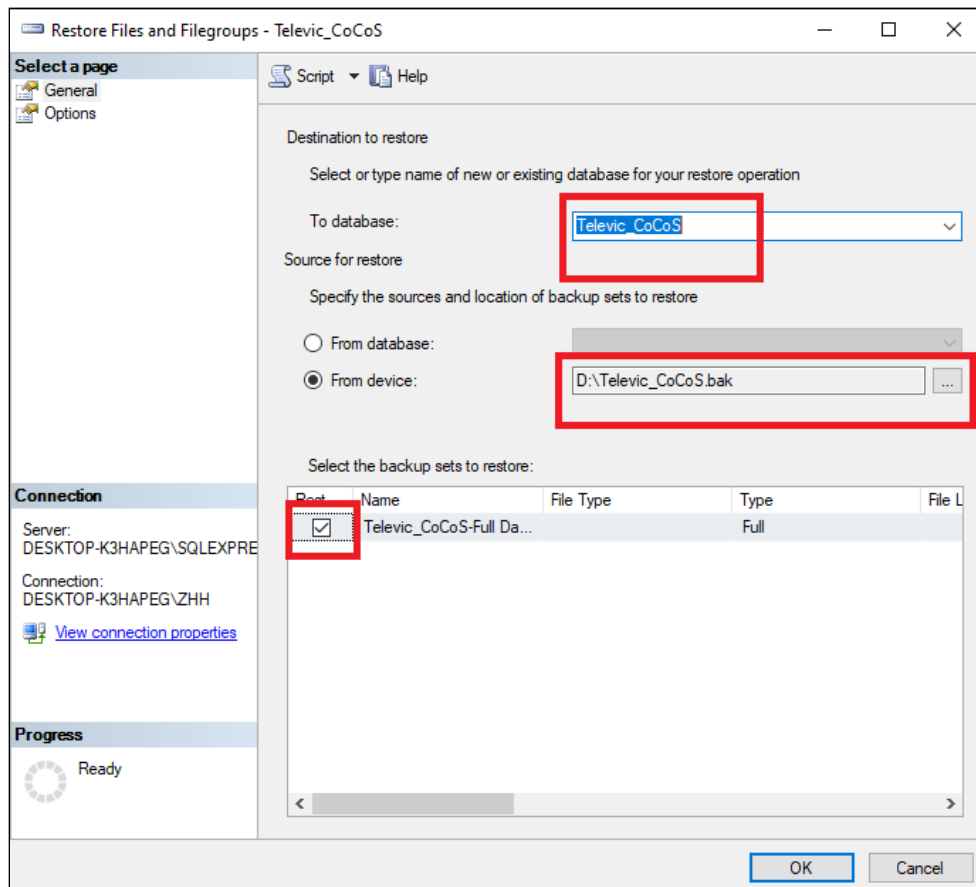 Restore Files and Filegroups - Televic_CoCoS
Select a page
General
Options
Script
Help
Destination to restore
Select or type name of new or existing database for your restore operation
To database:
Televic_CoCoS
Source for restore
Specify the sources and location of backup sets to restore
From database:
From device:
D:\Televic_CoCoS.bak
...
Select the backup sets to restore:
Name File Type Type File L
Televic_CoCoS-Full Da... Full
Connection
Server:
DESKTOP-K3HAPEG\SQLEXPRE
Connection:
DESKTOP-K3HAPEG\ZHH
View connection properties
Progress
Ready
OK
Cancel